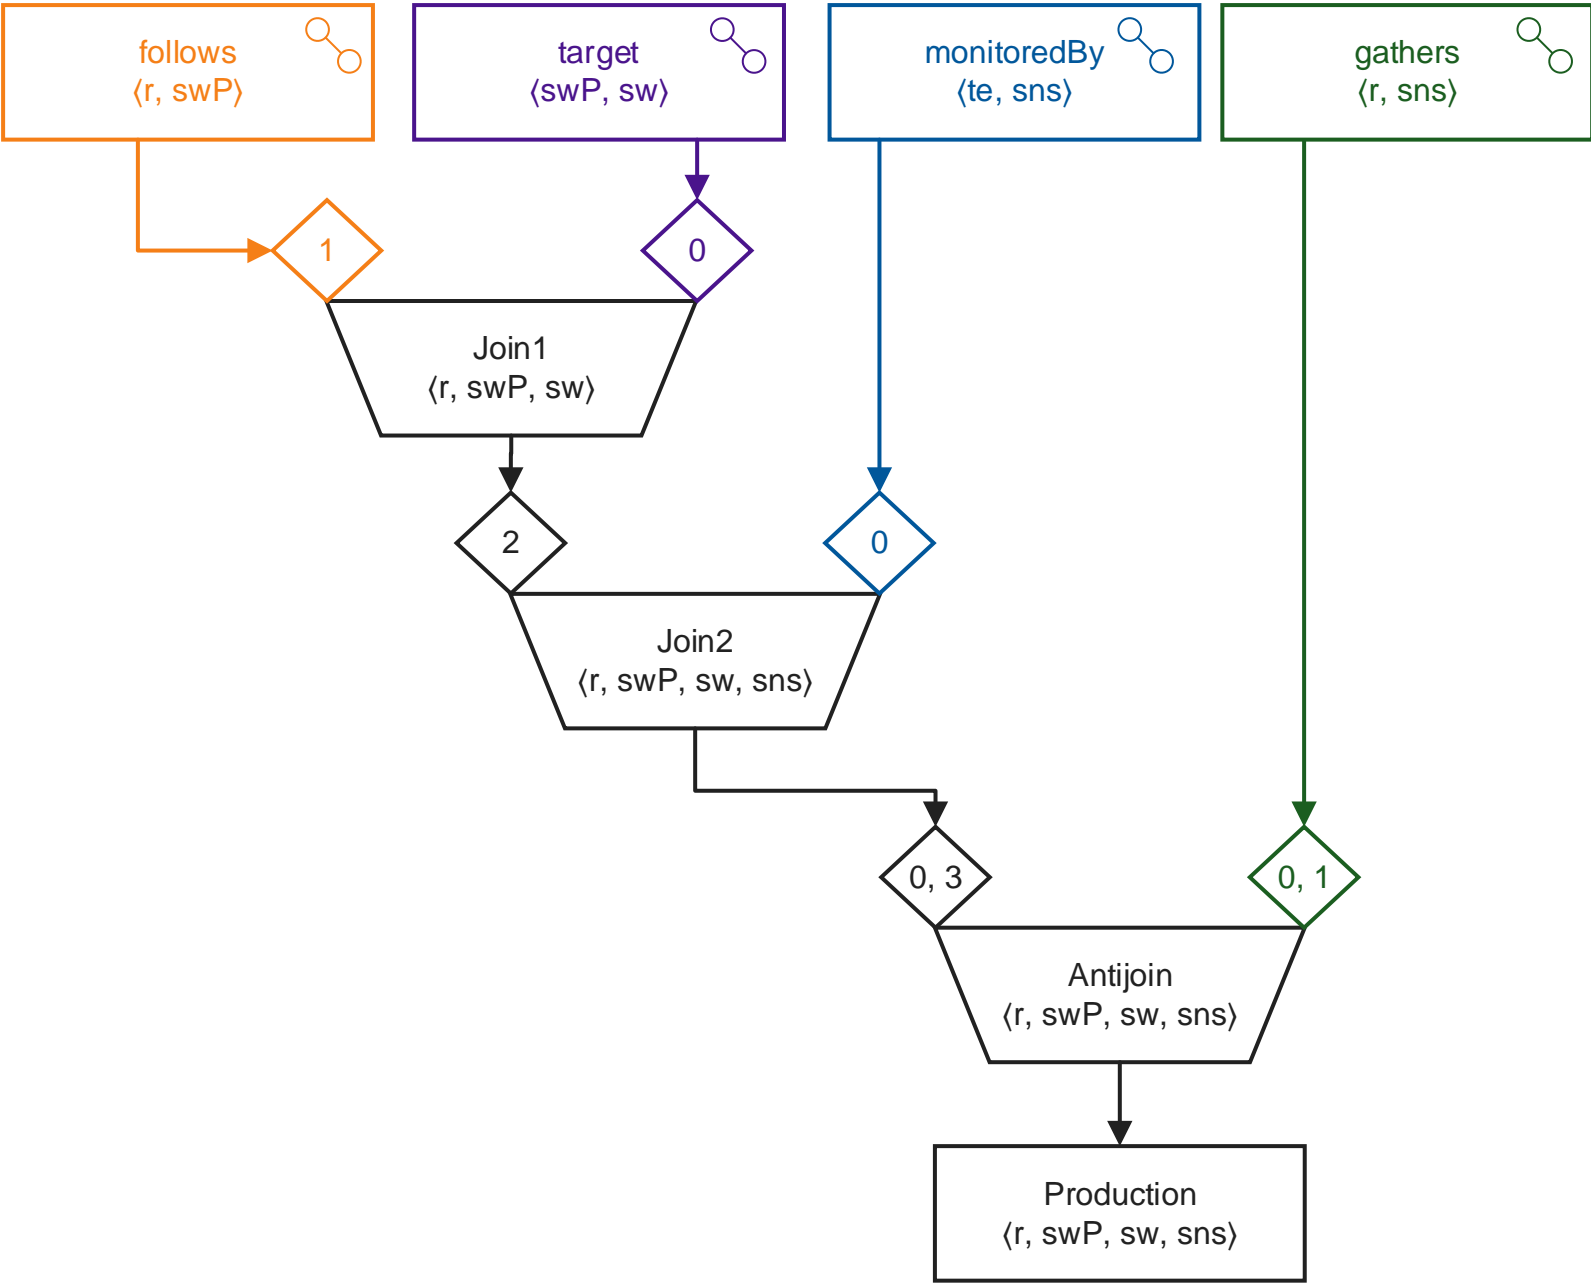 follows
⟨r, swP⟩
target
⟨swP, sw⟩
monitoredBy
⟨te, sns⟩
gathers
⟨r, sns⟩
1
0
Join1
⟨r, swP, sw⟩
2
0
Join2
⟨r, swP, sw, sns⟩
0, 3
0, 1
Antijoin
⟨r, swP, sw, sns⟩
Production
⟨r, swP, sw, sns⟩